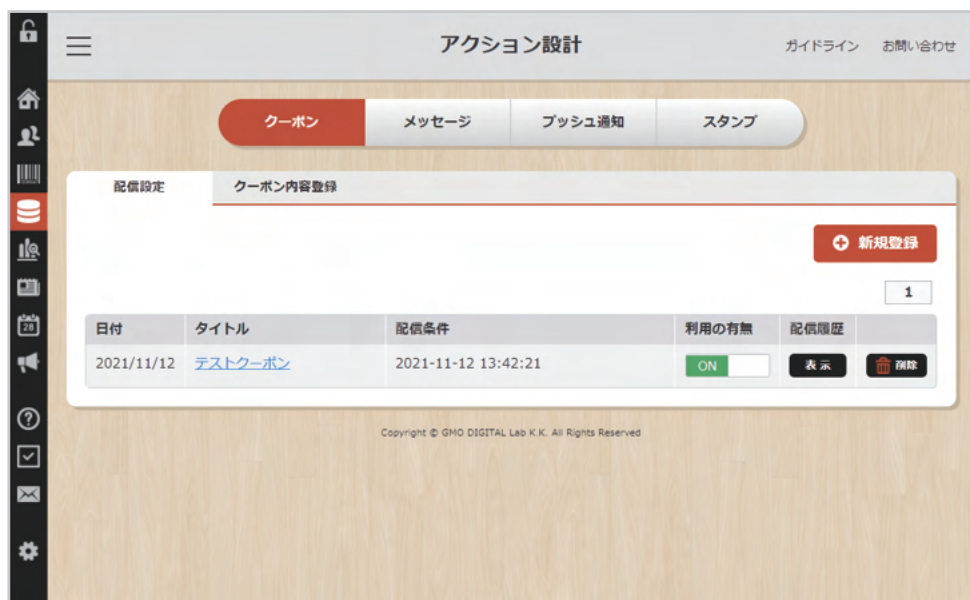 アクション設計
ガイドライン お問い合わせ
クーポン メッセージ プッシュ通知 スタンプ
配信設定 クーポン内容登録
新規登録
1
日付 タイトル 配信条件 利用の有無 配信履歴
2021/11/12 テストクーポン 2021-11-12 13:42:21 ON 表示 削除
28
Copyright © GMO DIGITAL Lab K.K. All Rights Reserved